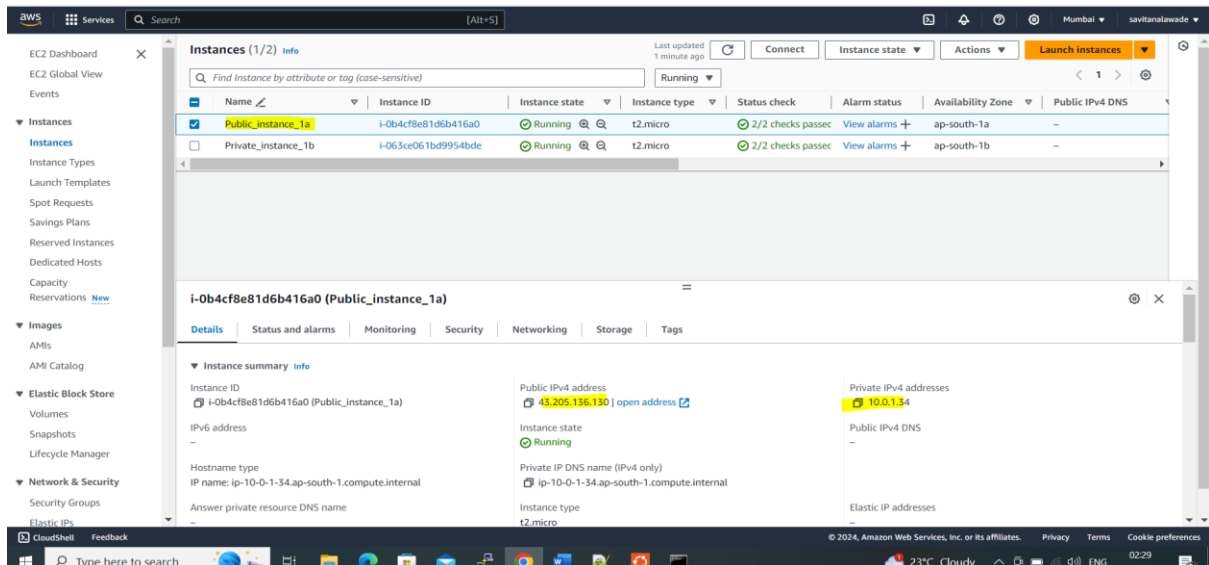 aws Services Search [Alt+S] Mumbai savitanalawade
EC2 Dashboard
EC2 Global View
Events
Instances
Instances
Instance Types
Launch Templates
Spot Requests
Savings Plans
Reserved Instances
Dedicated Hosts
Capacity
Reservations New
Images
AMIs
AMI Catalog
Elastic Block Store
Volumes
Snapshots
Lifecycle Manager
Network & Security
Security Groups
Elastic IPs
Instances (1/2) Info
Last updated
1 minute ago
Connect Instance state Actions Launch instances
Find Instance by attribute or tag (case-sensitive) Running 1
Name Instance ID Instance state Instance type Status check Alarm status Availability Zone Public IPv4 DNS
Public_instance_1a i-0b4cf8e81d6b416a0 Running t2.micro 2/2 checks passec View alarms + ap-south-1a –
Private_instance_1b i-063ce061bd9954bde Running t2.micro 2/2 checks passec View alarms + ap-south-1b –
i-0b4cf8e81d6b416a0 (Public_instance_1a)
Details Status and alarms Monitoring Security Networking Storage Tags
Instance summary Info
Instance ID Public IPv4 address Private IPv4 addresses
i-0b4cf8e81d6b416a0 (Public_instance_1a) 43.205.136.130 | open address 10.0.1.34
IPv6 address Instance state Public IPv4 DNS
– Running –
Hostname type Private IP DNS name (IPv4 only)
IP name: ip-10-0-1-34.ap-south-1.compute.internal ip-10-0-1-34.ap-south-1.compute.internal
Answer private resource DNS name Instance type Elastic IP addresses
– t2.micro –
CloudShell Feedback © 2024, Amazon Web Services, Inc. or its affiliates. Privacy Terms Cookie preferences
Type here to search 23°C Cloudy ENG 02:29